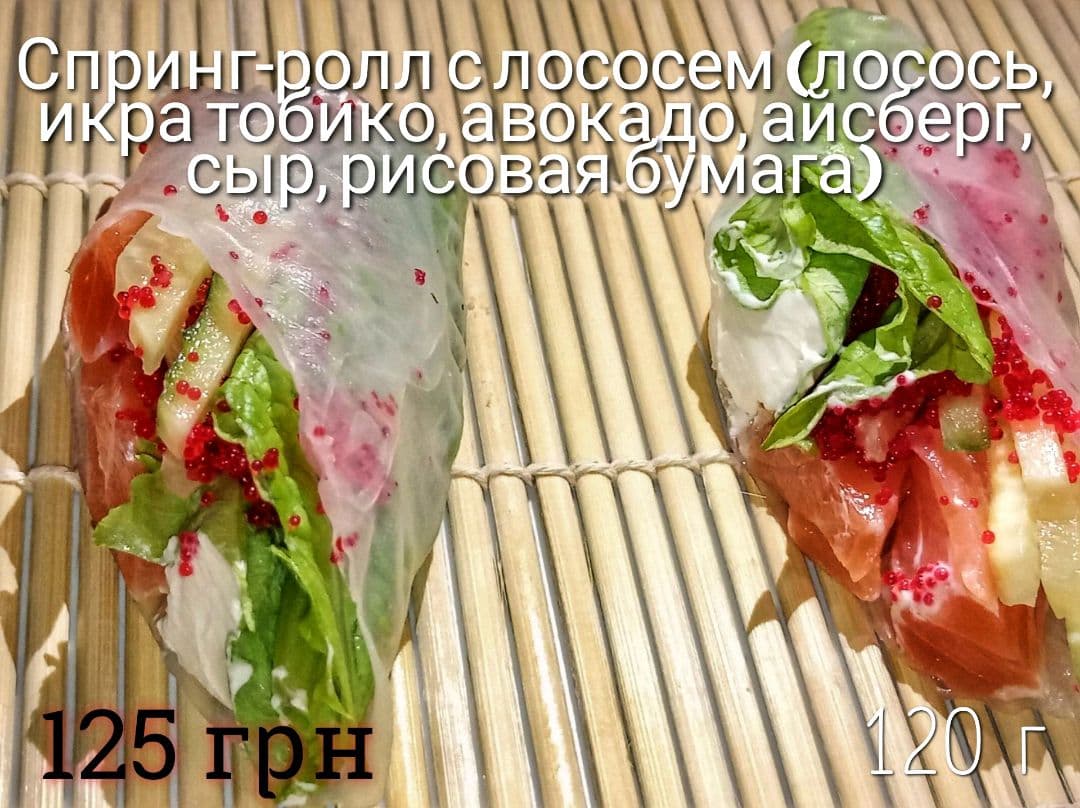 Спринг-ролл с лососем (лосось,
икра тобико, авокадо, айсберг,
сыр, рисовая бумага)
125 грн
120 г